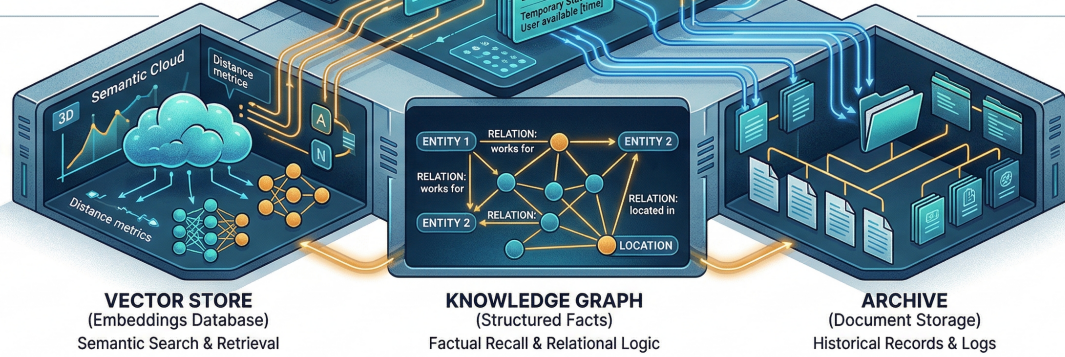 Temporary Sta
User available [time]
3D
Semantic Cloud
Distance
metrice
A
N
Distance metrics
ENTITY 1
RELATION:
works for
ENTITY 2
RELATION:
works for
RELATION:
located in
ENTITY 2
RELATION:
LOCATION
VECTOR STORE
(Embeddings Database)
Semantic Search & Retrieval
KNOWLEDGE GRAPH
(Structured Facts)
Factual Recall & Relational Logic
ARCHIVE
(Document Storage)
Historical Records & Logs